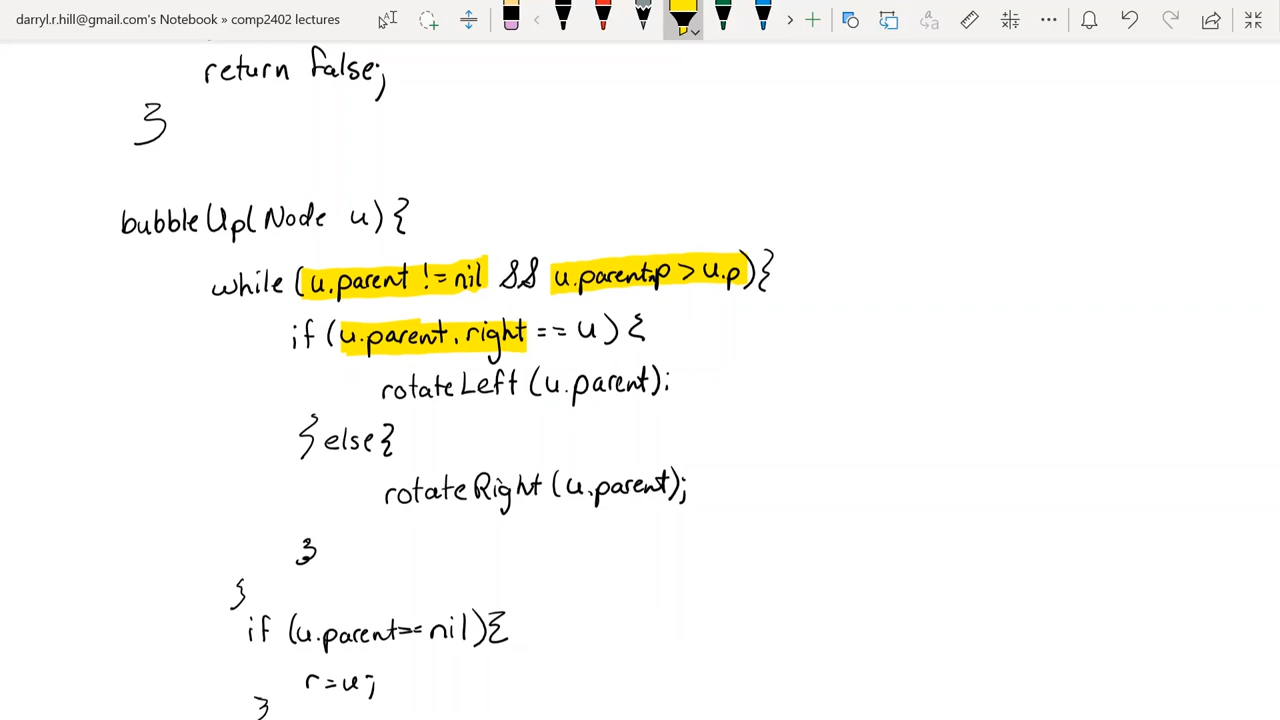 darryl.r.hill@gmail.com's Notebook » comp2402 lectures
return false;
}
bubbleUp(Node u){
while (u.parent != nil && u.parent.p > u.p){
if (u.parent.right == u){
rotateLeft (u.parent);
}else{
rotateRight (u.parent);
}
}
if (u.parent == nil){
r=u;
}